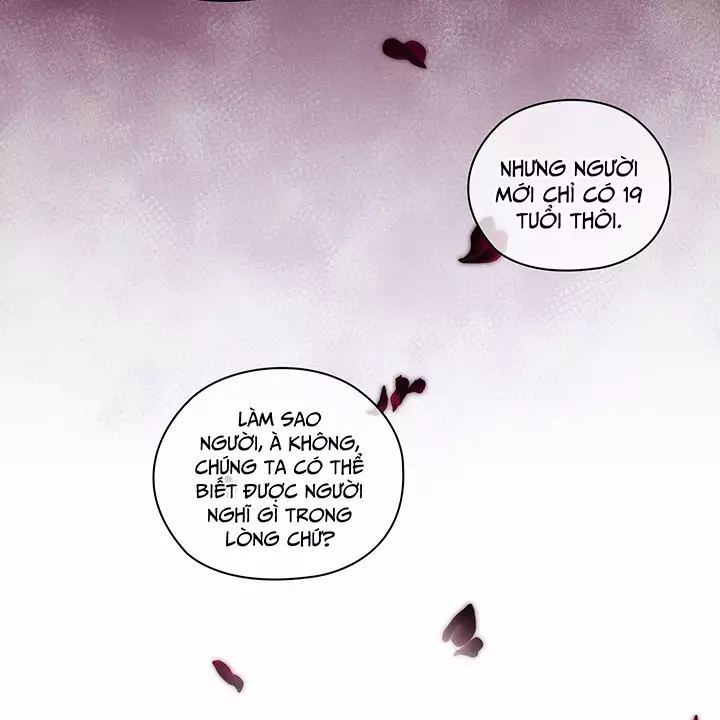 NHƯNG NGƯỜI
MỚI CHỈ CÓ 19
TUỔI THÔI.
LÀM SAO
NGƯỜI, À KHÔNG,
CHÚNG TA CÓ THỂ
BIẾT ĐƯỢC NGƯỜI
NGHĨ GÌ TRONG
LÒNG CHỨ?